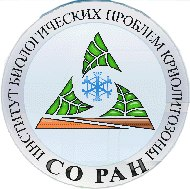 ИНСТИТУТ БИОЛОГИЧЕСКИХ ПРОБЛЕМ КРИОЛИТОЗОНЫ
СО РАН